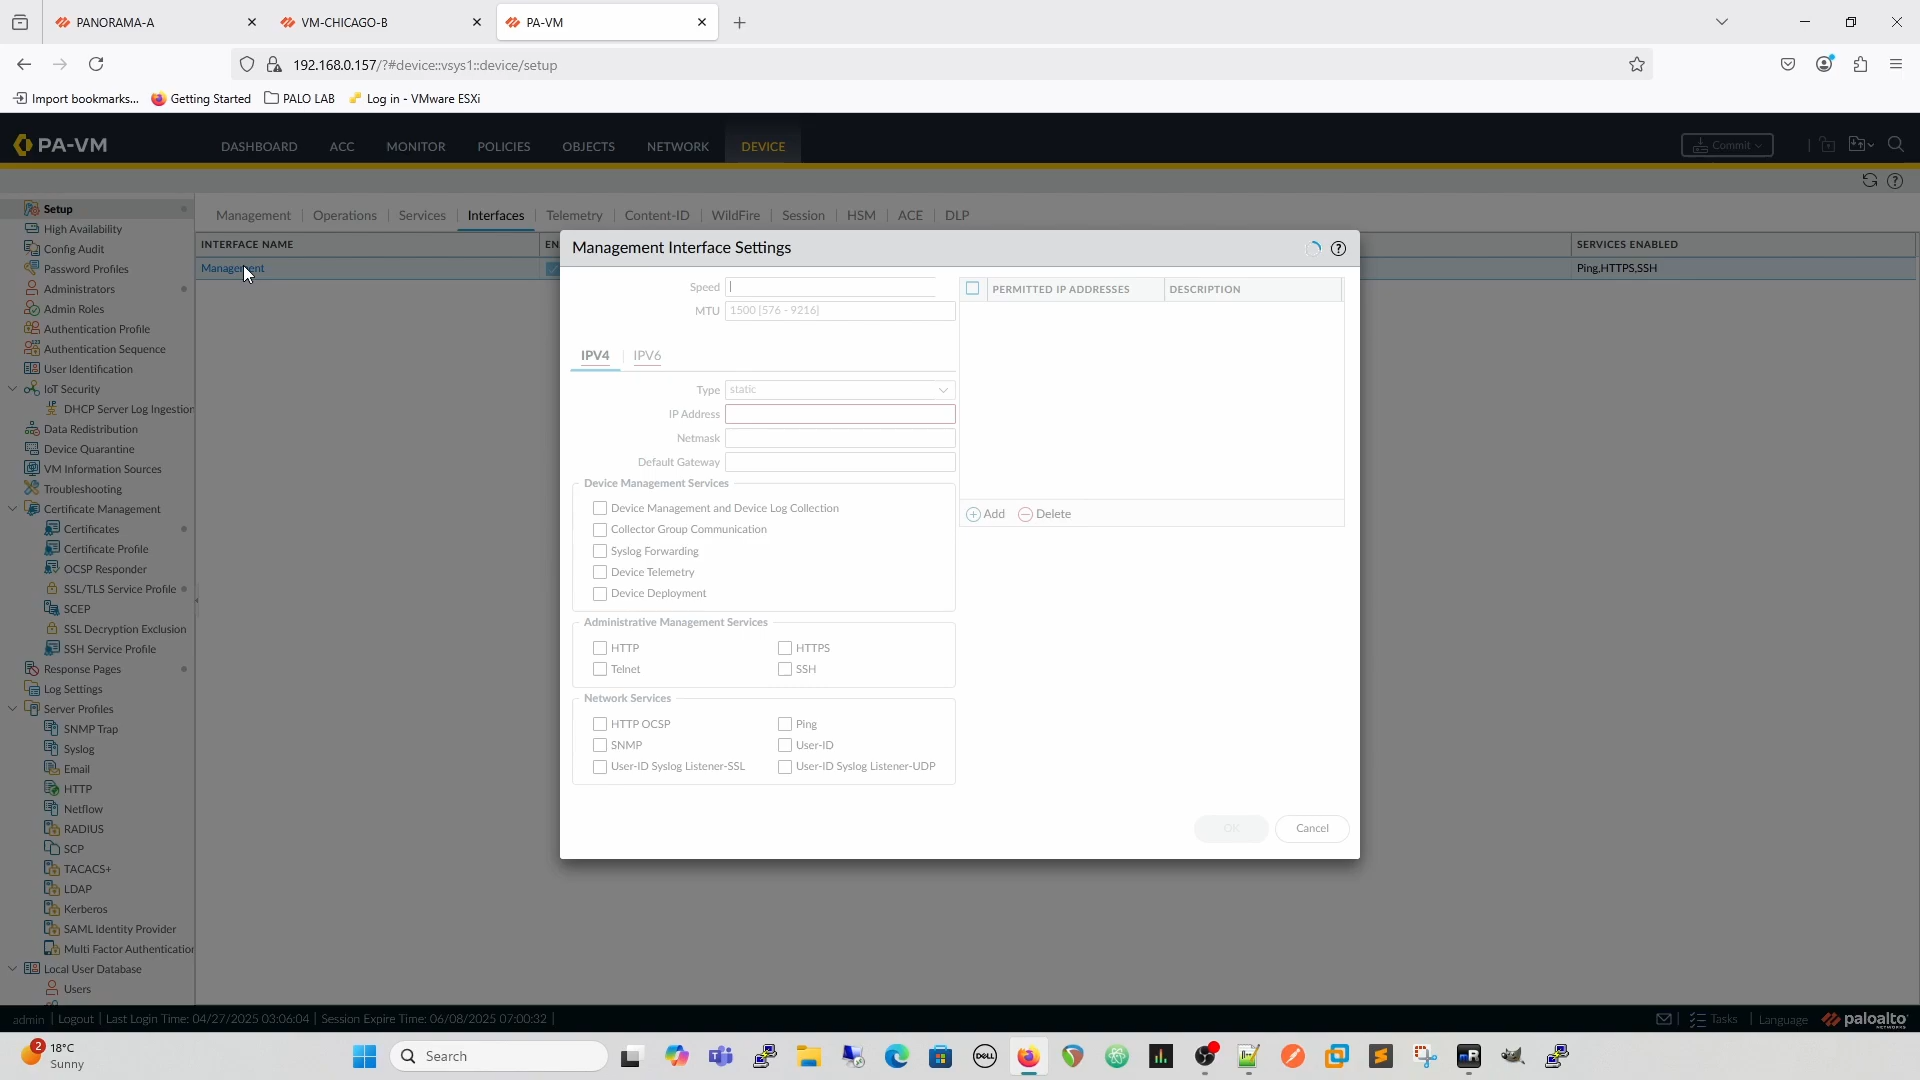 PANORAMA-A
VM-CHICAGO-B
PA-VM
192.168.0.157/?#device::vsys1::device/setup
Import bookmarks...
Getting Started
PALO LAB
Log in - VMware ESXi
PA-VM
DASHBOARD
ACC
MONITOR
POLICIES
OBJECTS
NETWORK
DEVICE
Commit
Setup
High Availability
Config Audit
Password Profiles
Administrators
Admin Roles
Authentication Profile
Authentication Sequence
User Identification
IoT Security
DHCP Server Log Ingestion
Data Redistribution
Device Quarantine
VM Information Sources
Troubleshooting
Certificate Management
Certificates
Certificate Profile
OCSP Responder
SSL/TLS Service Profile
SCEP
SSL Decryption Exclusion
SSH Service Profile
Response Pages
Log Settings
Server Profiles
SNMP Trap
Syslog
Email
HTTP
Netflow
RADIUS
SCP
TACACS+
LDAP
Kerberos
SAML Identity Provider
Multi Factor Authentication
Local User Database
Users
Management
Operations
Services
Interfaces
Telemetry
Content-ID
WildFire
Session
HSM
ACE
DLP
INTERFACE NAME
EN
SERVICES ENABLED
Management
Ping,HTTPS,SSH
Management Interface Settings
Speed
MTU 1500 [576 - 9216]
IPV4
IPV6
Type static
IP Address
Netmask
Default Gateway
Device Management Services
Device Management and Device Log Collection
Collector Group Communication
Syslog Forwarding
Device Telemetry
Device Deployment
Administrative Management Services
HTTP
HTTPS
Telnet
SSH
Network Services
HTTP OCSP
Ping
SNMP
User-ID
User-ID Syslog Listener-SSL
User-ID Syslog Listener-UDP
PERMITTED IP ADDRESSES
DESCRIPTION
Add
Delete
OK
Cancel
admin | Logout | Last Login Time: 04/27/2025 03:06:04 | Session Expire Time: 06/08/2025 07:00:32 |
Tasks | Language
paloalto
NETWORKS
2
18°C
Sunny
Search
DELL